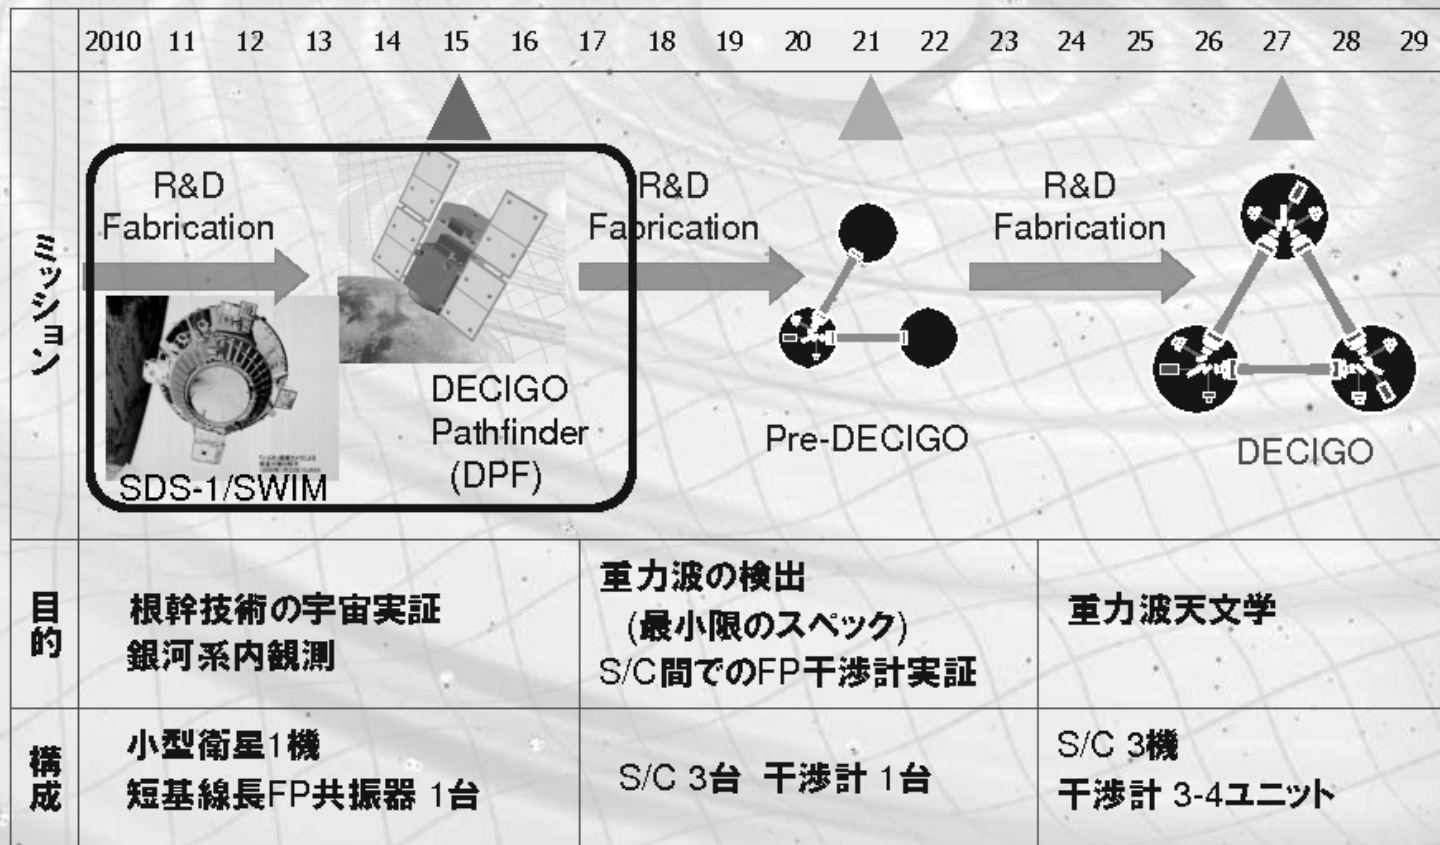 2010 11 12 13 14 15 16 17 18 19 20 21 22 23 24 25 26 27 28 29
ミッション
R&D
Fabrication
SDS-1/SWIM
DECIGO
Pathfinder
(DPF)
R&D
Fabrication
Pre-DECIGO
R&D
Fabrication
DECIGO
目的
根幹技術の宇宙実証
銀河系内観測
重力波の検出
(最小限のスペック)
S/C間でのFP干渉計実証
重力波天文学
構成
小型衛星1機
短基線長FP共振器 1台
S/C 3台 干渉計 1台
S/C 3機
干渉計 3-4ユニット